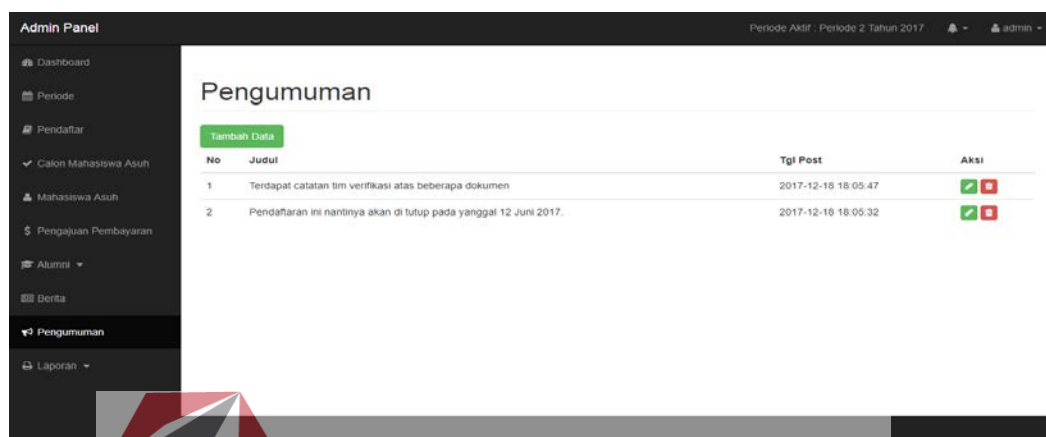 Admin Panel
Periode Aktif : Periode 2 Tahun 2017
admin
Dashboard
Periode
Pendaftar
Calon Mahasiswa Asuh
Mahasiswa Asuh
Pengajuan Pembayaran
Alumni
Berita
Pengumuman
Laporan
Pengumuman
Tambah Data
No Judul Tgl Post Aksi
1 Terdapat catatan tim verifikasi atas beberapa dokumen 2017-12-18 18:05:47
2 Pendaftaran ini nantinya akan di tutup pada yanggal 12 Juni 2017. 2017-12-18 18:05:32